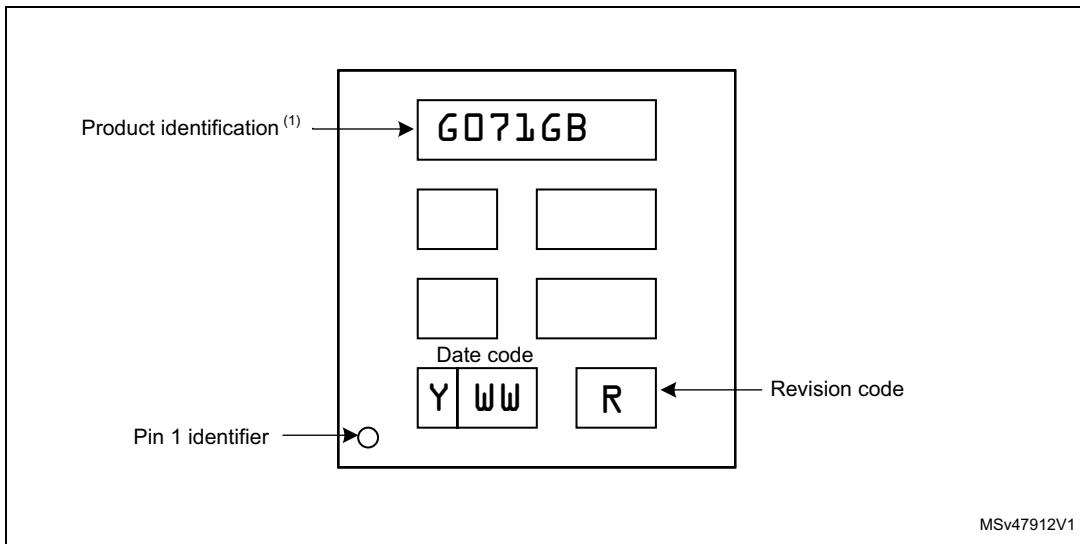 Product identification (1)
G071GB
Date code
Y WW
R
Revision code
Pin 1 identifier
MSv47912V1